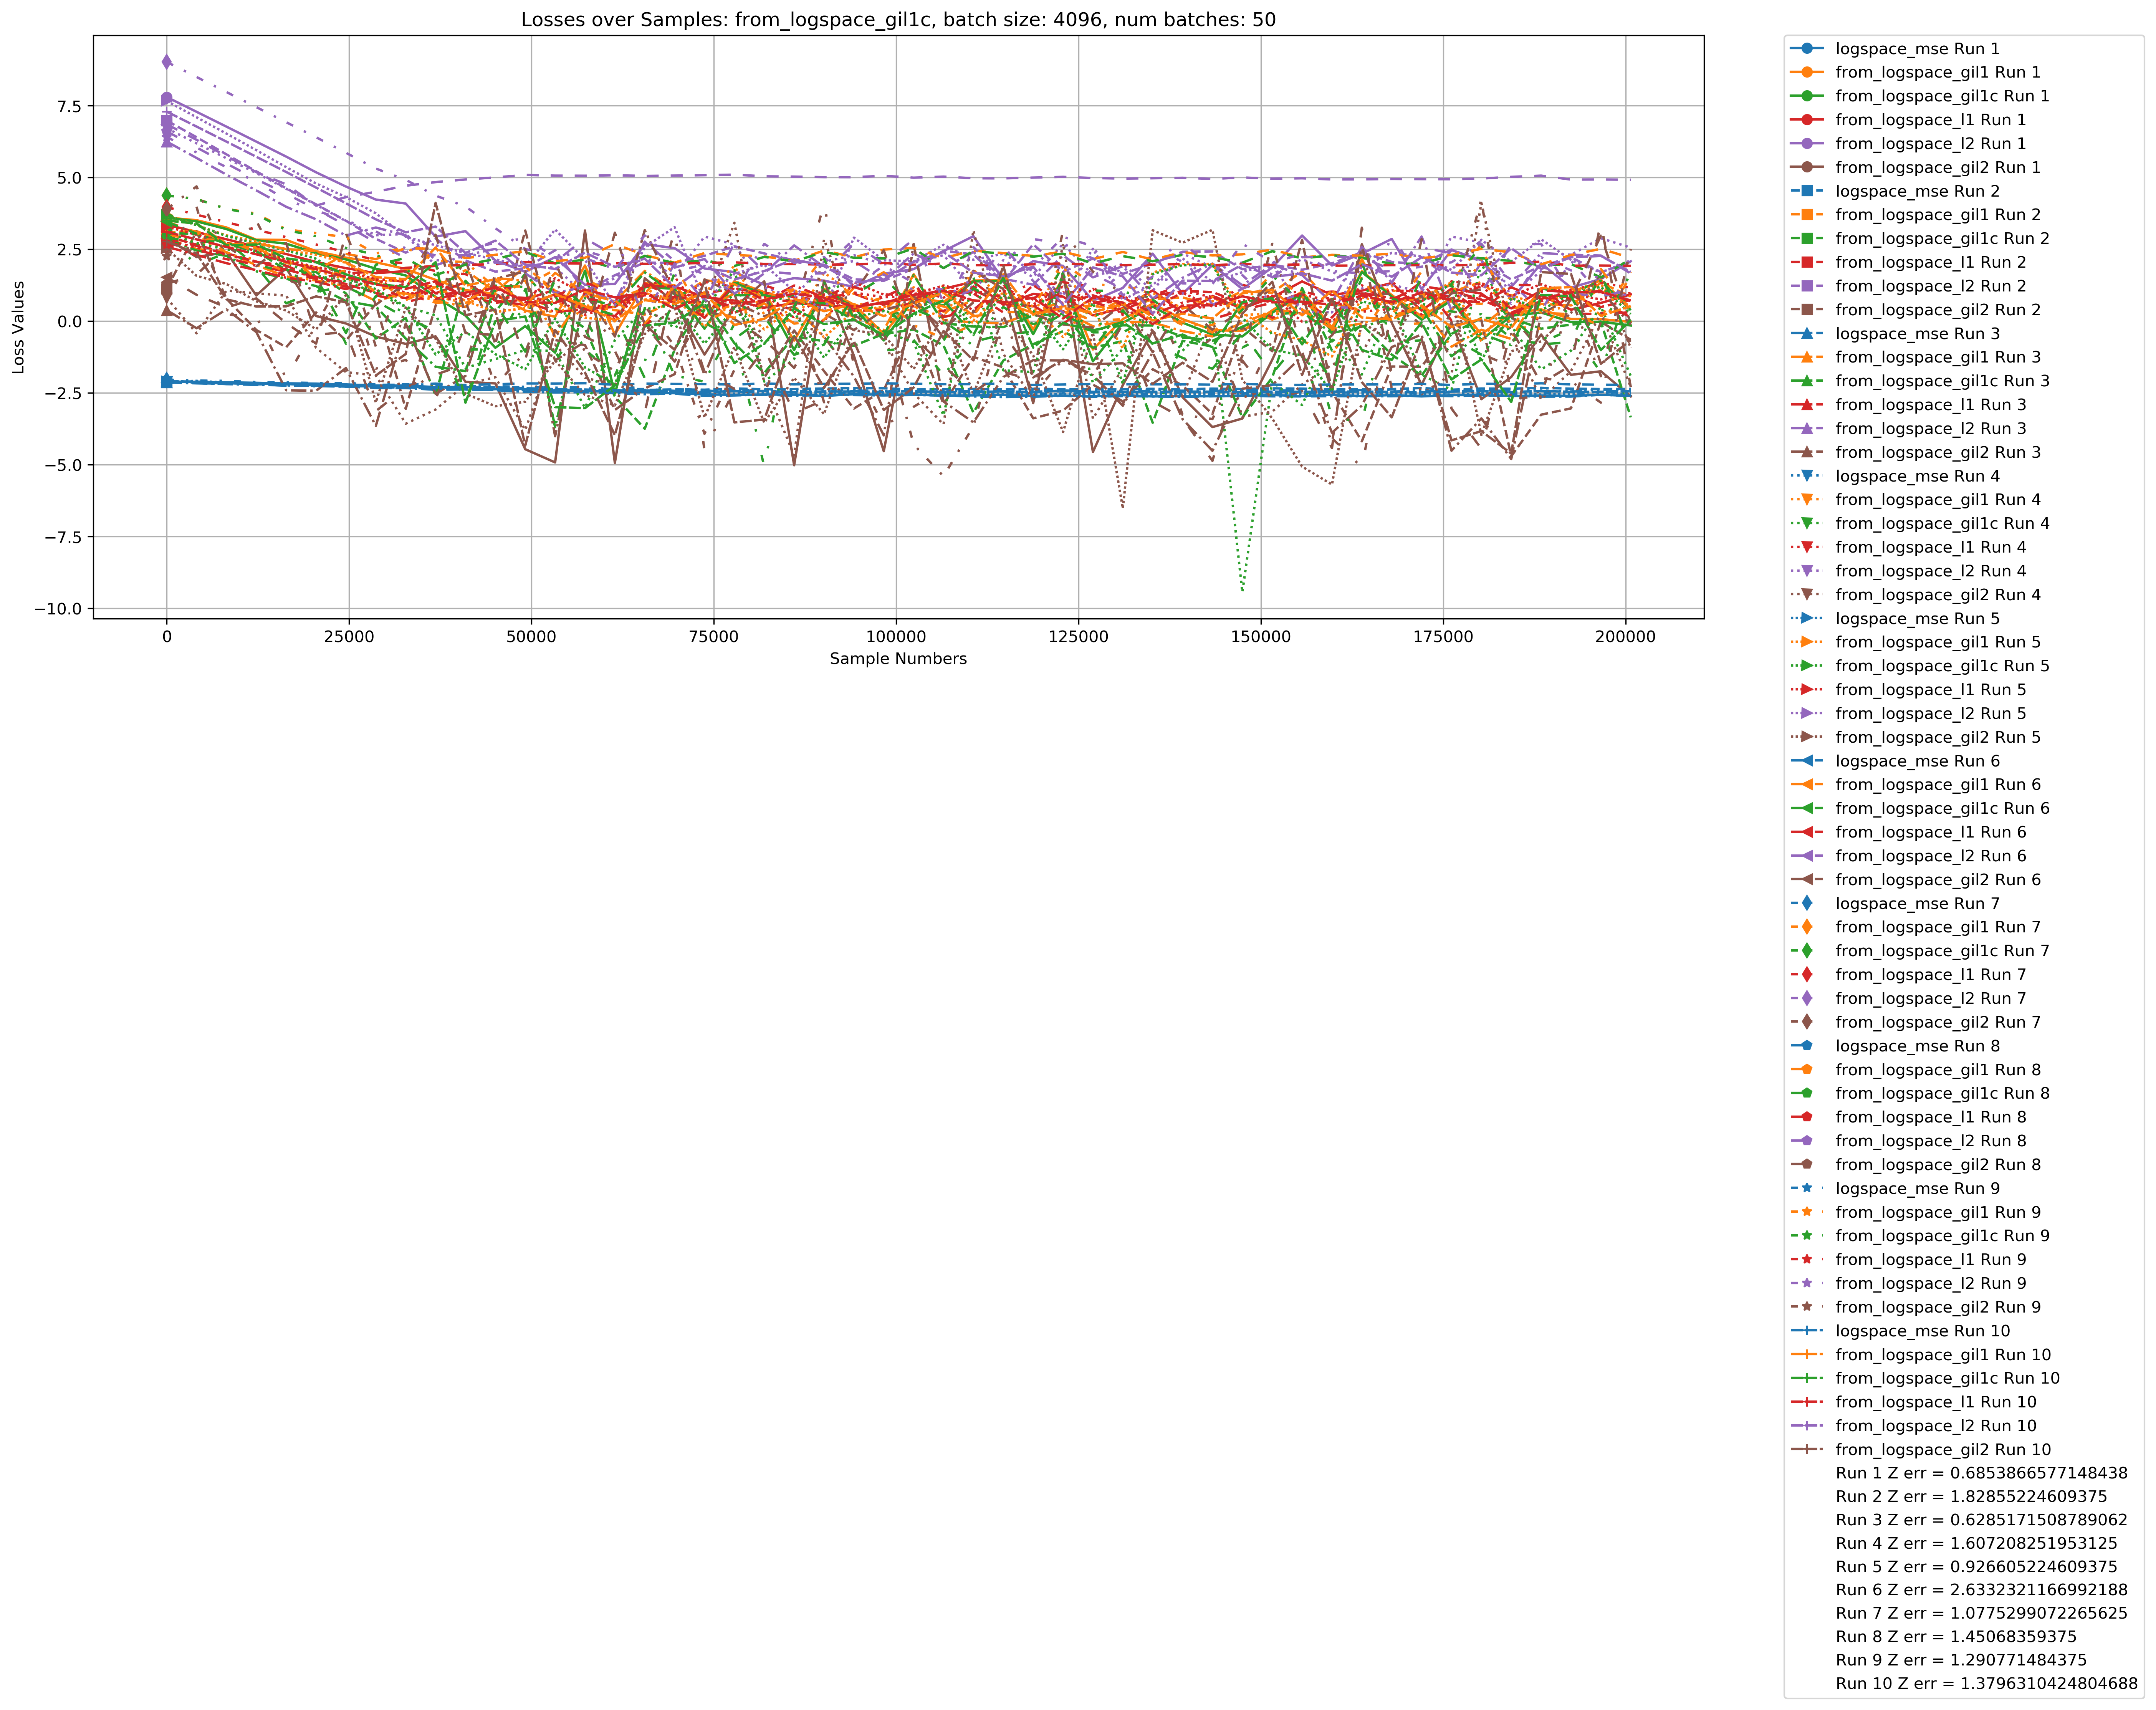 Losses over Samples: from_logspace_gil1c, batch size: 4096, num batches: 50
Loss Values
7.5
5.0
2.5
0.0
−2.5
−5.0
−7.5
−10.0
0 25000 50000 75000 100000 125000 150000 175000 200000
Sample Numbers
logspace_mse Run 1
from_logspace_gil1 Run 1
from_logspace_gil1c Run 1
from_logspace_l1 Run 1
from_logspace_l2 Run 1
from_logspace_gil2 Run 1
logspace_mse Run 2
from_logspace_gil1 Run 2
from_logspace_gil1c Run 2
from_logspace_l1 Run 2
from_logspace_l2 Run 2
from_logspace_gil2 Run 2
logspace_mse Run 3
from_logspace_gil1 Run 3
from_logspace_gil1c Run 3
from_logspace_l1 Run 3
from_logspace_l2 Run 3
from_logspace_gil2 Run 3
logspace_mse Run 4
from_logspace_gil1 Run 4
from_logspace_gil1c Run 4
from_logspace_l1 Run 4
from_logspace_l2 Run 4
from_logspace_gil2 Run 4
logspace_mse Run 5
from_logspace_gil1 Run 5
from_logspace_gil1c Run 5
from_logspace_l1 Run 5
from_logspace_l2 Run 5
from_logspace_gil2 Run 5
logspace_mse Run 6
from_logspace_gil1 Run 6
from_logspace_gil1c Run 6
from_logspace_l1 Run 6
from_logspace_l2 Run 6
from_logspace_gil2 Run 6
logspace_mse Run 7
from_logspace_gil1 Run 7
from_logspace_gil1c Run 7
from_logspace_l1 Run 7
from_logspace_l2 Run 7
from_logspace_gil2 Run 7
logspace_mse Run 8
from_logspace_gil1 Run 8
from_logspace_gil1c Run 8
from_logspace_l1 Run 8
from_logspace_l2 Run 8
from_logspace_gil2 Run 8
logspace_mse Run 9
from_logspace_gil1 Run 9
from_logspace_gil1c Run 9
from_logspace_l1 Run 9
from_logspace_l2 Run 9
from_logspace_gil2 Run 9
logspace_mse Run 10
from_logspace_gil1 Run 10
from_logspace_gil1c Run 10
from_logspace_l1 Run 10
from_logspace_l2 Run 10
from_logspace_gil2 Run 10
Run 1 Z err = 0.6853866577148438
Run 2 Z err = 1.82855224609375
Run 3 Z err = 0.6285171508789062
Run 4 Z err = 1.607208251953125
Run 5 Z err = 0.926605224609375
Run 6 Z err = 2.6332321166992188
Run 7 Z err = 1.0775299072265625
Run 8 Z err = 1.45068359375
Run 9 Z err = 1.290771484375
Run 10 Z err = 1.3796310424804688